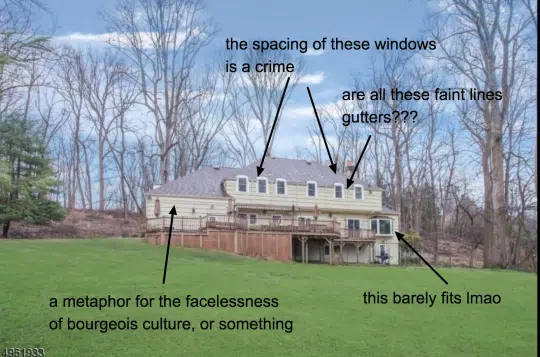 the spacing of these windows
is a crime
are all these faint lines
gutters???
a metaphor for the facelessness
of bourgeois culture, or something
this barely fits lmao
4961933